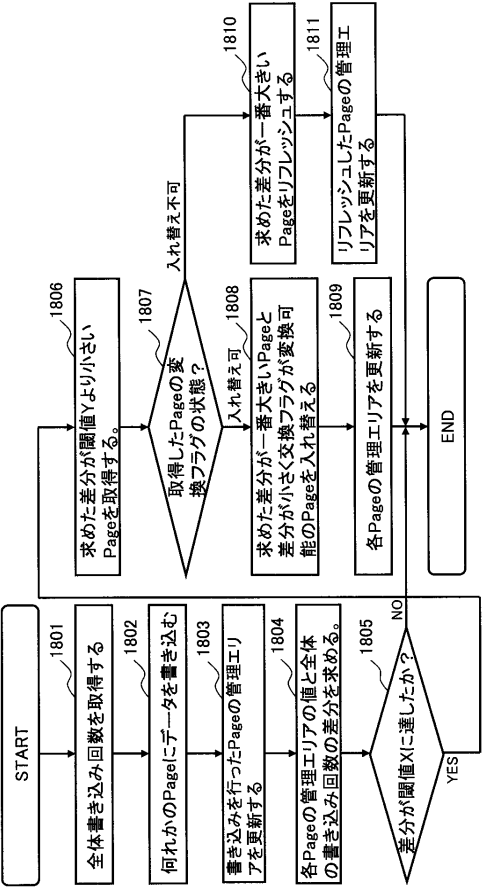 START
1801
全体書き込み回数を取得する
1802
何れかのPageにデータを書き込む
1803
書き込みを行ったPageの管理エリ
アを更新する
1804
各Pageの管理エリアの値と全体
の書き込み回数の差分を求める。
1805
差分が閾値Xに達したか？
NO
YES
1806
求めた差分が閾値Yより小さい
Pageを取得する。
1807
取得したPageの変
換フラグの状態？
入れ替え不可
入れ替え可
1808
求めた差分が一番大きいPageと
差分が小さく交換フラグが変換可
能のPageを入れ替える
1809
各Pageの管理エリアを更新する
1810
求めた差分が一番大きい
Pageをリフレッシュする
1811
リフレッシュしたPageの管理エ
リアを更新する
END